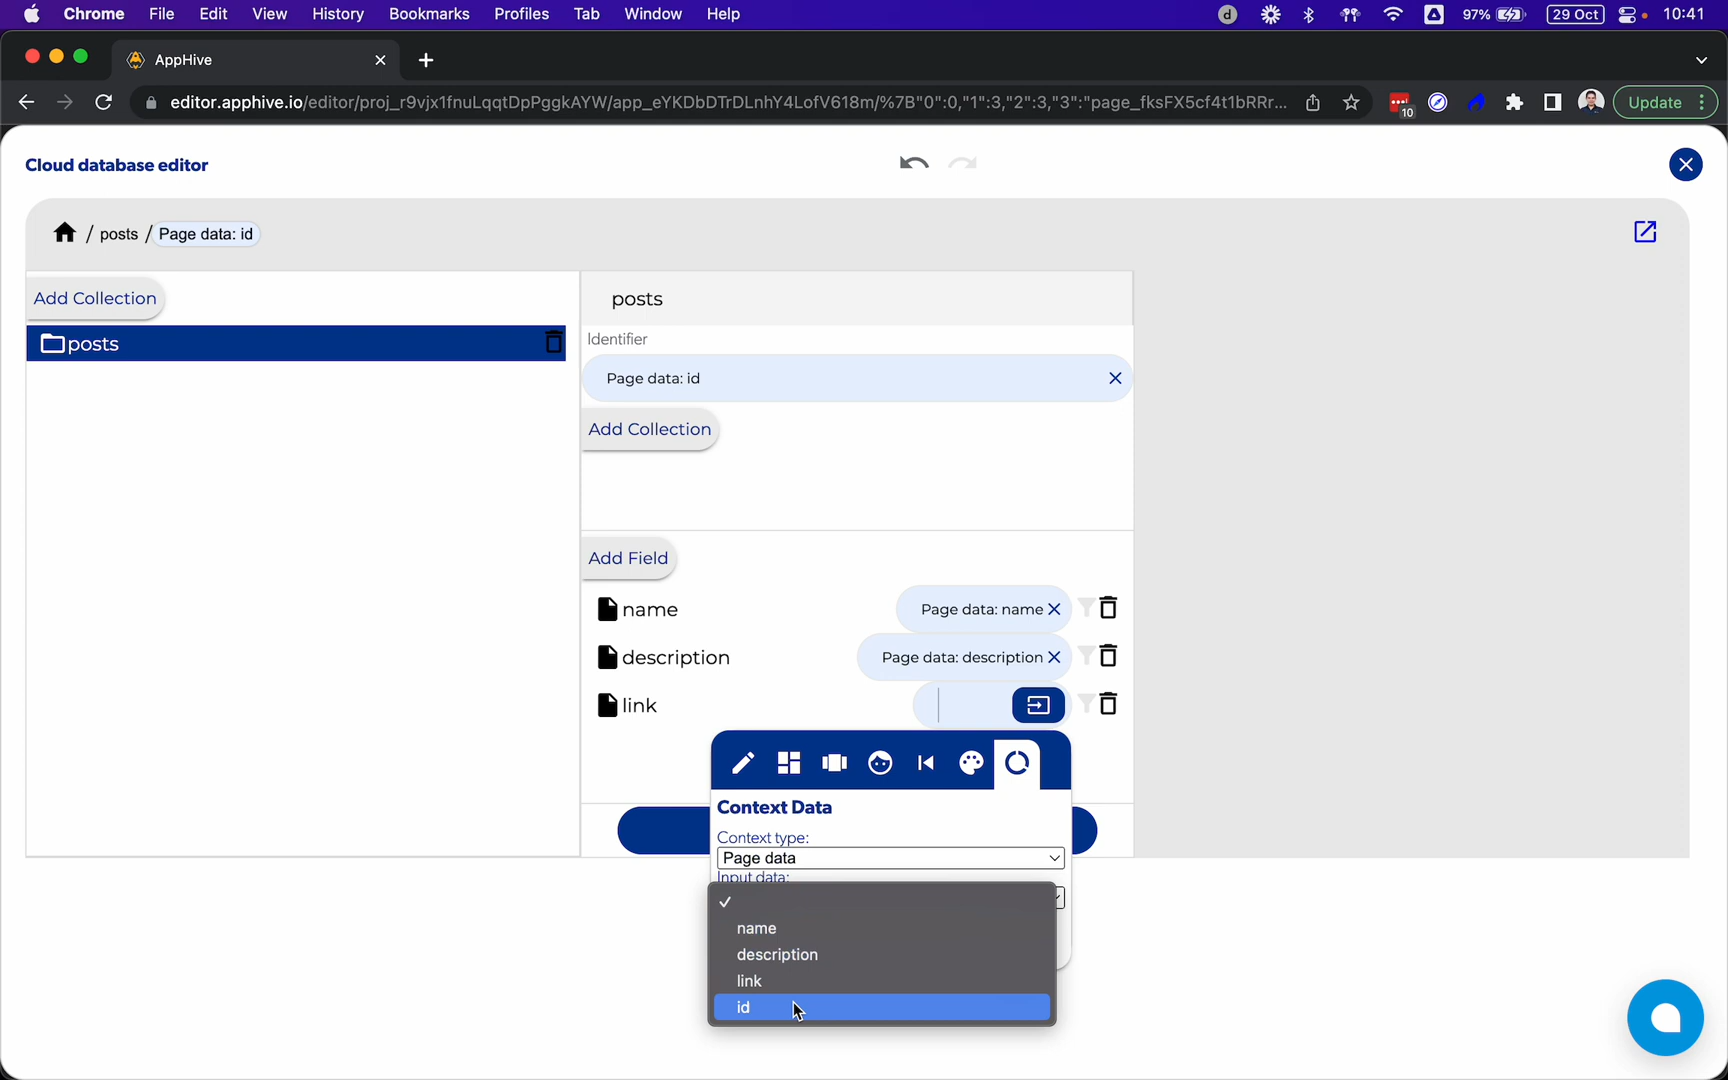 Chrome File Edit View History Bookmarks Profiles Tab Window Help d 97% 29 Oct 10:41
AppHive
editor.apphive.io/editor/proj_r9vjx1fnuLqqtDpPggkAYW/app_eYKDbDTrDLnhY4LofV618m/%7B"0":0,"1":3,"2":3,"3":"page_fksFX5cf4t1bRRr... 10 Update
Cloud database editor
/ posts / Page data: id
Add Collection
posts
posts
Identifier
Page data: id
Add Collection
Add Field
name Page data: name
description Page data: description
link
Context Data
Context type:
Page data
Input data:
name
description
link
id